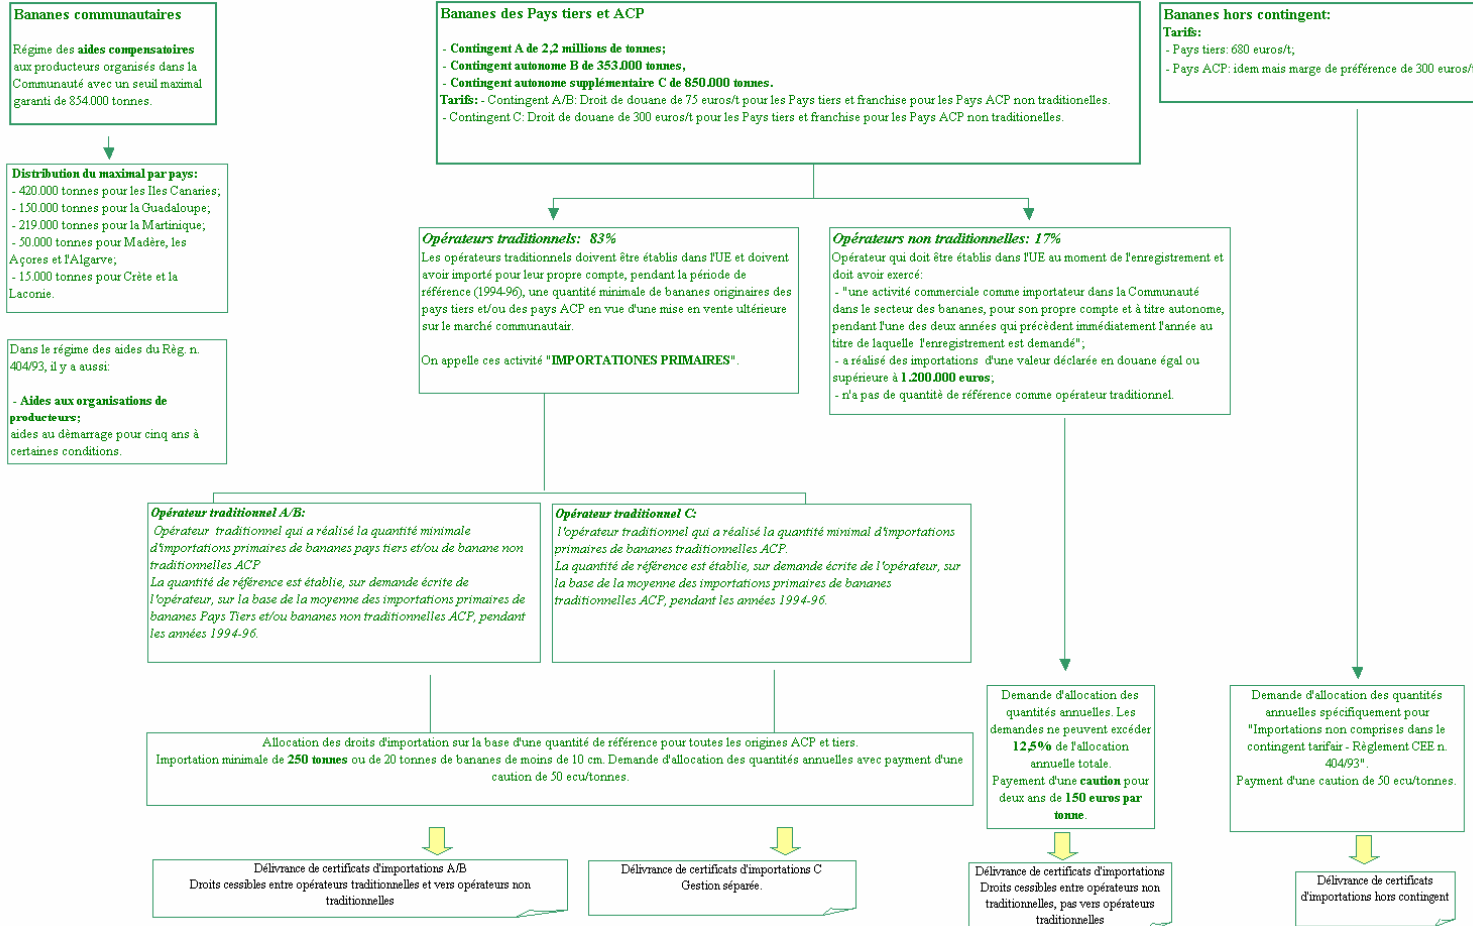 Bananes communautaires
Régime des aides compensatoires
aux producteurs organisés dans la
Communauté avec un seuil maximal
garanti de 854.000 tonnes.
Bananes des Pays tiers et ACP
- Contingent A de 2,2 millions de tonnes;
- Contingent autonome B de 353.000 tonnes,
- Contingent autonome supplémentaire C de 850.000 tonnes.
Tarifs: - Contingent A/B: Droit de douane de 75 euros/t pour les Pays tiers et franchise pour les Pays ACP non traditionelles.
- Contingent C: Droit de douane de 300 euros/t pour les Pays tiers et franchise pour les Pays ACP non traditionelles.
Bananes hors contingent:
Tarifs:
- Pays tiers: 680 euros/t;
- Pays ACP: idem mais marge de préférence de 300 euros/t
Distribution du maximal par pays:
- 420.000 tonnes pour les Iles Canaries;
- 150.000 tonnes pour la Guadaloupe;
- 219.000 tonnes pour la Martinique;
- 50.000 tonnes pour Madère, les
Açores et l'Algarve;
- 15.000 tonnes pour Crète et la
Laconie.
Dans le régime des aides du Règ. n.
404/93, il y a aussi:
- Aides aux organisations de
producteurs;
aides au dèmarrage pour cinq ans à
certaines conditions.
Opérateurs traditionnels: 83%
Les opérateurs traditionnels doivent être établis dans l'UE et doivent
avoir importé pour leur propre compte, pendant la période de
référence (1994-96), une quantité minimale de bananes originaires des
pays tiers et/ou des pays ACP en vue d'une mise en vente ultérieure
sur le marché communautair.
On appelle ces activité "IMPORTATIONES PRIMAIRES".
Opérateurs non traditionnelles: 17%
Opérateur qui doit être établis dans l'UE au moment de l'enregistrement et
doit avoir exercé:
- "une activité commerciale comme importateur dans la Communauté
dans le secteur des bananes, pour son propre compte et à titre autonome,
pendant l'une des deux années qui précèdent immédiatement l'année au
titre de laquelle l'enregistrement est demandé";
- a réalisé des importations d'une valeur déclarée en douane égal ou
supérieure à 1.200.000 euros;
- n'a pas de quantitè de référence comme opérateur traditionnel.
Opérateur traditionnel A/B:
Opérateur traditionnel qui a réalisé la quantité minimale
d'importations primaires de bananes pays tiers et/ou de banane non
traditionnelles ACP
La quantité de référence est établie, sur demande écrite de
l'opérateur, sur la base de la moyenne des importations primaires de
bananes Pays Tiers et/ou bananes non traditionnelles ACP, pendant
les années 1994-96.
Opérateur traditionnel C:
l'opérateur traditionnel qui a réalisé la quantité minimal d'importations
primaires de bananes traditionnelles ACP.
La quantité de référence est établie, sur demande écrite de l'opérateur, sur
la base de la moyenne des importations primaires de bananes
traditionnelles ACP, pendant les années 1994-96.
Allocation des droits d'importation sur la base d'une quantité de référence pour toutes les origines ACP et tiers.
Importation minimale de 250 tonnes ou de 20 tonnes de bananes de moins de 10 cm. Demande d'allocation des quantités annuelles avec payment d'une
caution de 50 ecu/tonnes.
Demande d'allocation des
quantités annuelles. Les
demandes ne peuvent excéder
12,5% de l'allocation
annuelle totale.
Payement d'une caution pour
deux ans de 150 euros par
tonne.
Demande d'allocation des quantités
annuelles spécifiquement pour
"Importations non comprises dans le
contingent tarifair - Règlement CEE n.
404/93".
Payment d'une caution de 50 ecu/tonnes.
Délivrance de certificats d'importations A/B
Droits cessibles entre opérateurs traditionnelles et vers opérateurs non
traditionnelles
Délivrance de certificats d'importations C
Gestion séparée.
Délivrance de certificats d'importations
Droits cessibles entre opérateurs non
traditionnelles, pas vers opérateurs
traditionnelles
Délivrance de certificats
d'importations hors contingent